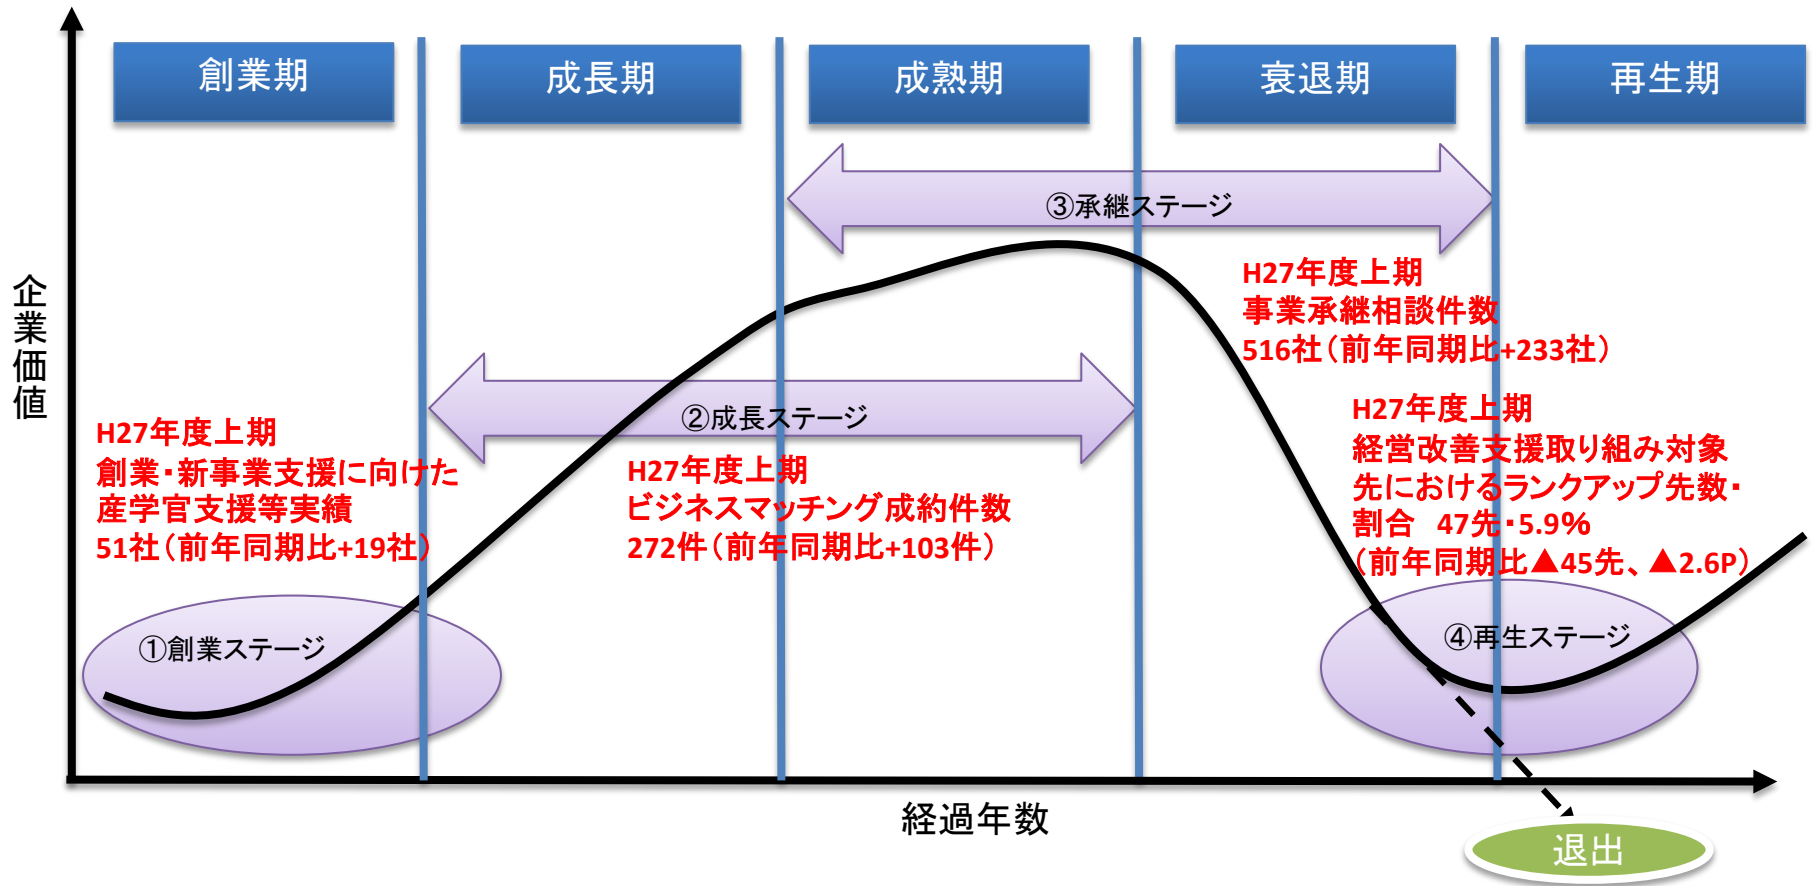 創業期
成長期
成熟期
衰退期
再生期
③承継ステージ
企業価値
H27年度上期
事業承継相談件数
516社（前年同期比+233社）
②成長ステージ
H27年度上期
創業・新事業支援に向けた
産学官支援等実績
51社（前年同期比+19社）
H27年度上期
ビジネスマッチング成約件数
272件（前年同期比+103件）
H27年度上期
経営改善支援取り組み対象
先におけるランクアップ先数・
割合　47先・5.9%
（前年同期比▲45先、▲2.6P）
①創業ステージ
④再生ステージ
経過年数
退出